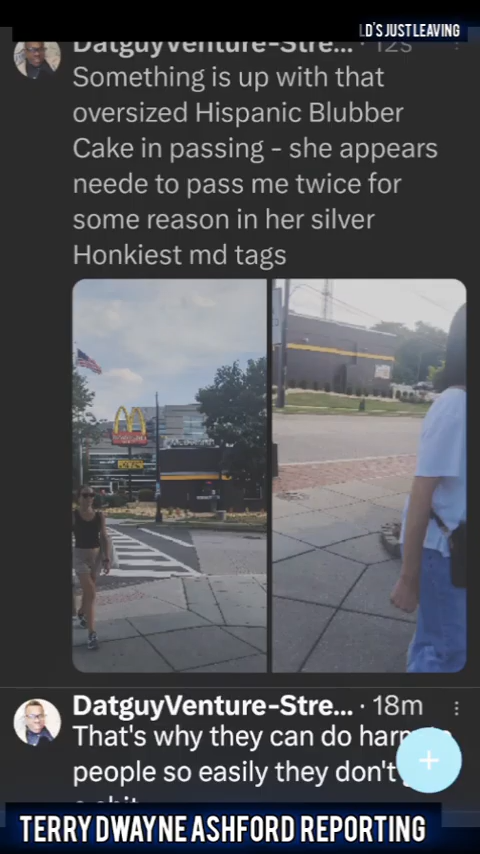 LD'S JUST LEAVING
DatguyVenture-Stre... · 12s
Something is up with that
oversized Hispanic Blubber
Cake in passing - she appears
neede to pass me twice for
some reason in her silver
Honkiest md tags
DatguyVenture-Stre... · 18m
That's why they can do harm
people so easily they don't
TERRY DWAYNE ASHFORD REPORTING